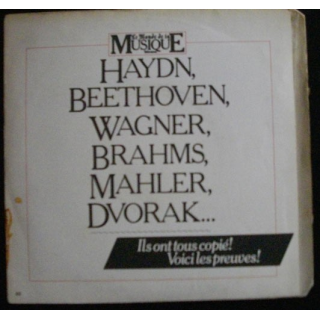 Le Monde de la
MUSIQUE
HAYDN,
BEETHOVEN,
WAGNER,
BRAHMS,
MAHLER,
DVORAK...
Ils ont tous copié!
Voici les preuves!